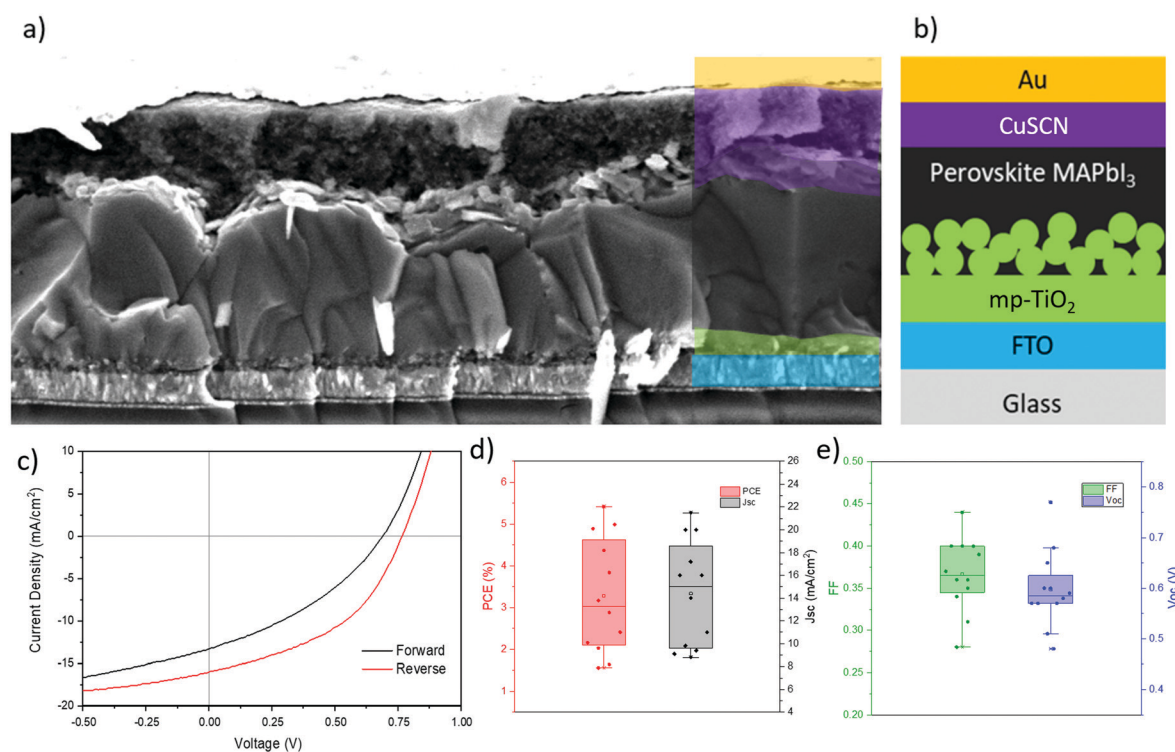 a)
b)
Au
CuSCN
Perovskite MAPbI₃
mp-TiO₂
FTO
Glass
c)
Current Density (mA/cm²)
10
5
0
-5
-10
-15
-20
-0.50
-0.25
0.00
0.25
0.50
0.75
1.00
Voltage (V)
Forward
Reverse
d)
PCE (%)
6
5
4
3
2
1
PCE
Jsc
26
24
22
20
18
16
14
12
10
8
6
4
Jsc (mA/cm²)
e)
FF
0.50
0.45
0.40
0.35
0.30
0.25
0.20
FF
Voc
0.8
0.7
0.6
0.5
0.4
Voc (V)